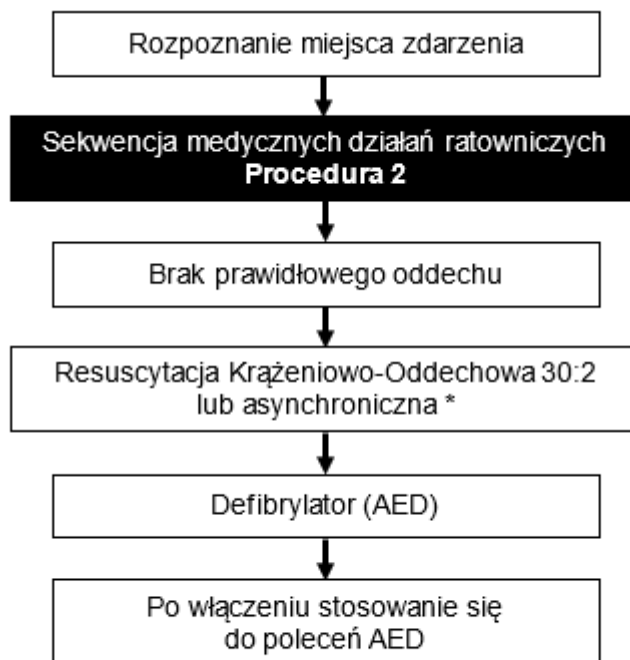 Rozpoznanie miejsca zdarzenia
Sekwencja medycznych działań ratowniczych
Procedura 2
Brak prawidłowego oddechu
Resuscytacja Krążeniowo-Oddechowa 30:2
lub asynchroniczna *
Defibrylator (AED)
Po włączeniu stosowanie się
do poleceń AED